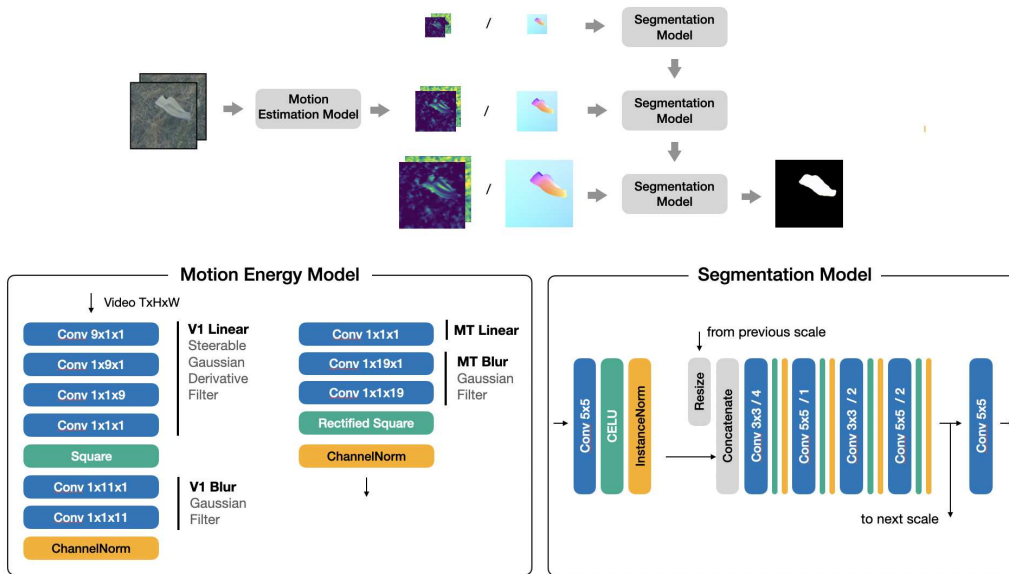 Segmentation
Model
/
Motion
Estimation Model
/
Segmentation
Model
/
Segmentation
Model
Motion Energy Model
Video TxHxW
Conv 9x1x1
Conv 1x9x1
Conv 1x1x9
Conv 1x1x1
V1 Linear
Steerable
Gaussian
Derivative
Filter
Square
Conv 1x11x1
Conv 1x1x11
V1 Blur
Gaussian
Filter
ChannelNorm
Conv 1x1x1
MT Linear
Conv 1x19x1
Conv 1x1x19
MT Blur
Gaussian
Filter
Rectified Square
ChannelNorm
Segmentation Model
from previous scale
Conv 5x5
CELU
InstanceNorm
Resize
Concatenate
Conv 3x3 / 4
Conv 5x5 / 1
Conv 3x3 / 2
Conv 5x5 / 2
Conv 5x5
to next scale